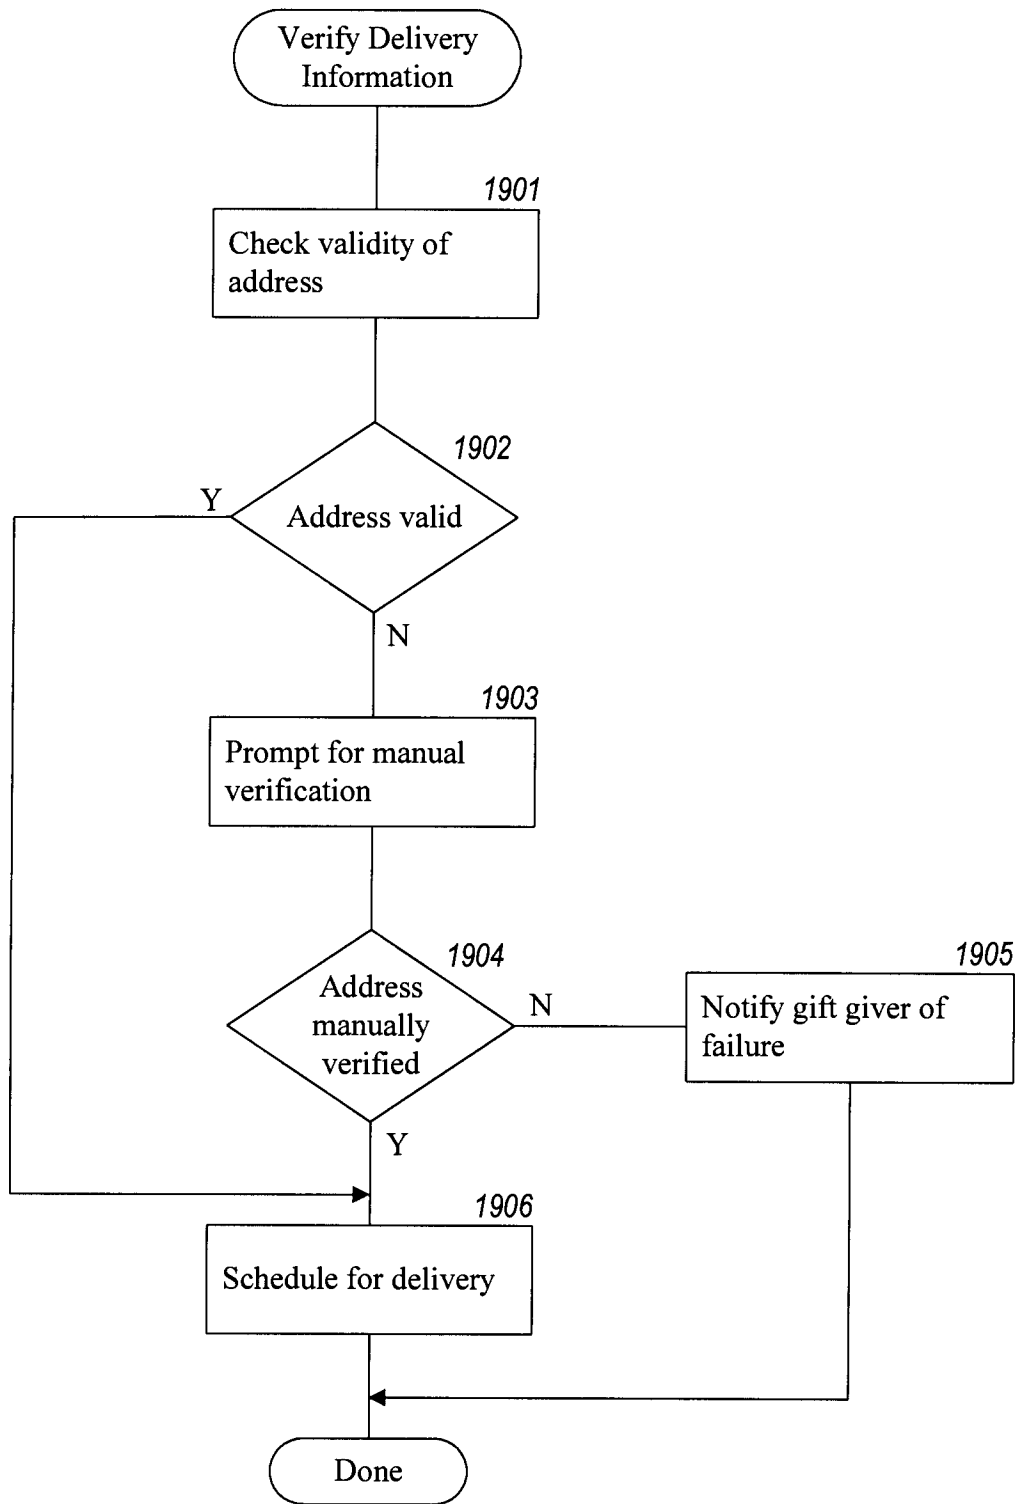 Verify Delivery
Information
1901
Check validity of
address
1902
Y
Address valid
N
1903
Prompt for manual
verification
1904
Address
manually
verified
N
1905
Notify gift giver of
failure
Y
1906
Schedule for delivery
Done